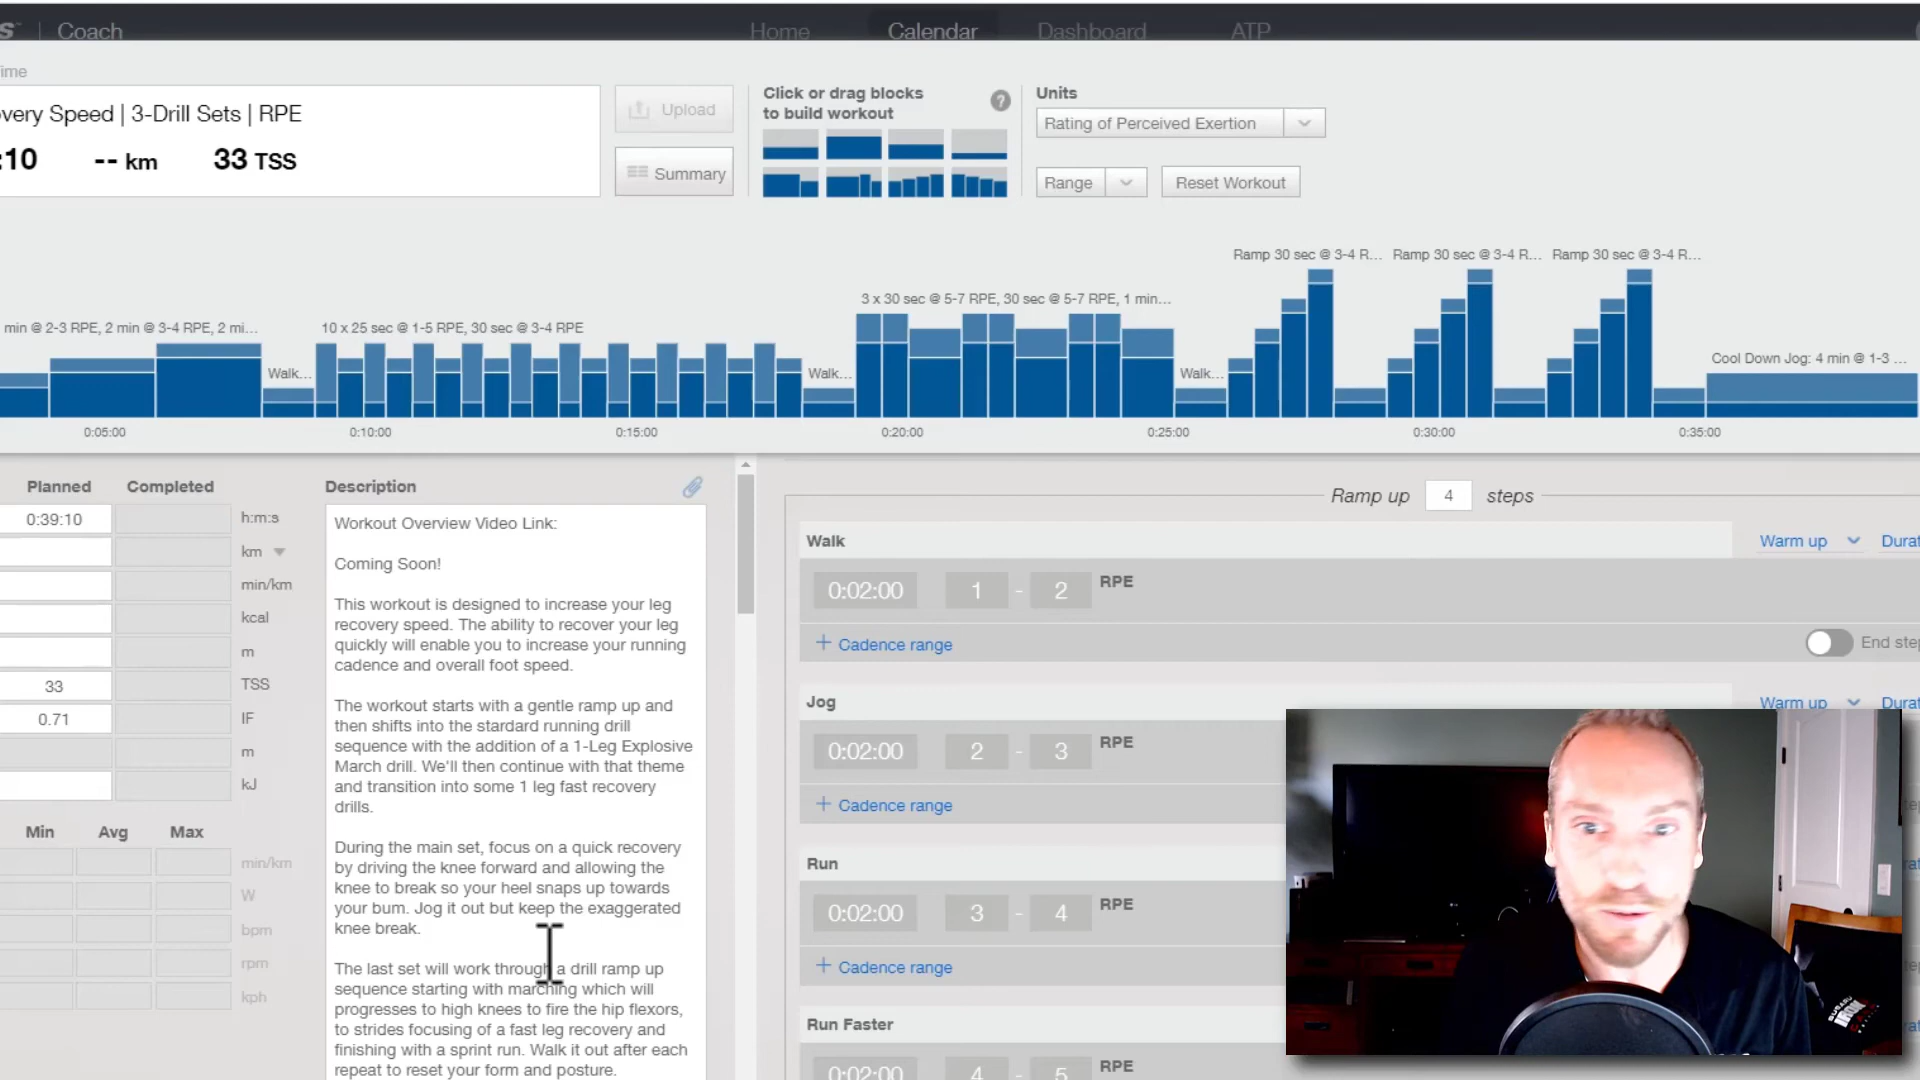 Coach
Home
Calendar
Dashboard
ATP
ime
very Speed | 3-Drill Sets | RPE
:10
-- km
33 TSS
Upload
Summary
Click or drag blocks
to build workout
?
Units
Rating of Perceived Exertion
Range
Reset Workout
min @ 2-3 RPE, 2 min @ 3-4 RPE, 2 mi...
Walk...
10 x 25 sec @ 1-5 RPE, 30 sec @ 3-4 RPE
Walk...
3 x 30 sec @ 5-7 RPE, 30 sec @ 5-7 RPE, 1 min...
Walk...
Ramp 30 sec @ 3-4 R...
Ramp 30 sec @ 3-4 R...
Ramp 30 sec @ 3-4 R...
Cool Down Jog: 4 min @ 1-3 ...
0:05:00
0:10:00
0:15:00
0:20:00
0:25:00
0:30:00
0:35:00
Planned
Completed
0:39:10
h:m:s
km
min/km
kcal
m
33
TSS
0.71
IF
m
kJ
Min
Avg
Max
min/km
W
bpm
rpm
kph
Description
Workout Overview Video Link:
Coming Soon!
This workout is designed to increase your leg
recovery speed. The ability to recover your leg
quickly will enable you to increase your running
cadence and overall foot speed.
The workout starts with a gentle ramp up and
then shifts into the stardard running drill
sequence with the addition of a 1-Leg Explosive
March drill. We'll then continue with that theme
and transition into some 1 leg fast recovery
drills.
During the main set, focus on a quick recovery
by driving the knee forward and allowing the
knee to break so your heel snaps up towards
your bum. Jog it out but keep the exaggerated
knee break.
The last set will work through a drill ramp up
sequence starting with marching which will
progresses to high knees to fire the hip flexors,
to strides focusing of a fast leg recovery and
finishing with a sprint run. Walk it out after each
repeat to reset your form and posture.
Ramp up 4 steps
Walk
Warm up
Durat
0:02:00
1 - 2
RPE
+ Cadence range
End step
Jog
Warm up
Durat
0:02:00
2 - 3
RPE
+ Cadence range
Run
0:02:00
3 - 4
RPE
+ Cadence range
Run Faster
0:02:00
4 - 5
RPE
SUBARU
IRON